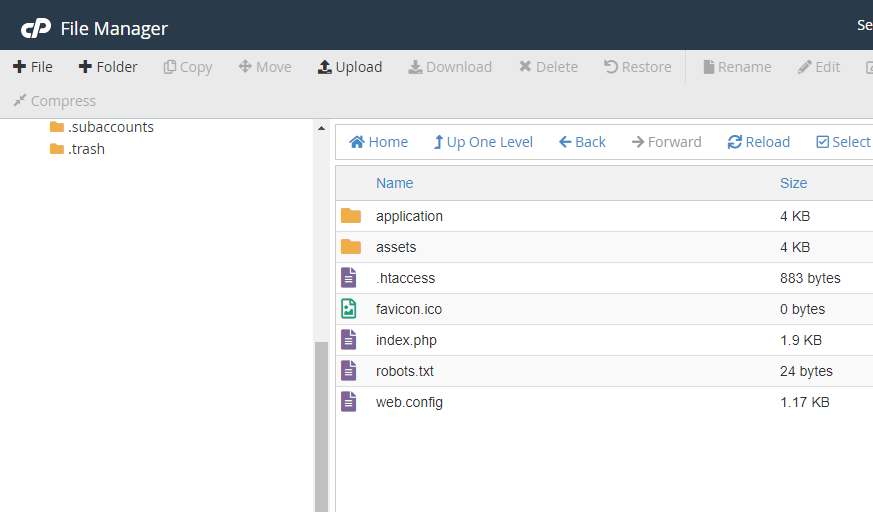 cP File Manager Se
File Folder Copy Move Upload Download Delete Restore Rename Edit
Compress
.subaccounts
.trash
Home Up One Level Back Forward Reload Select
Name Size
application 4 KB
assets 4 KB
.htaccess 883 bytes
favicon.ico 0 bytes
index.php 1.9 KB
robots.txt 24 bytes
web.config 1.17 KB